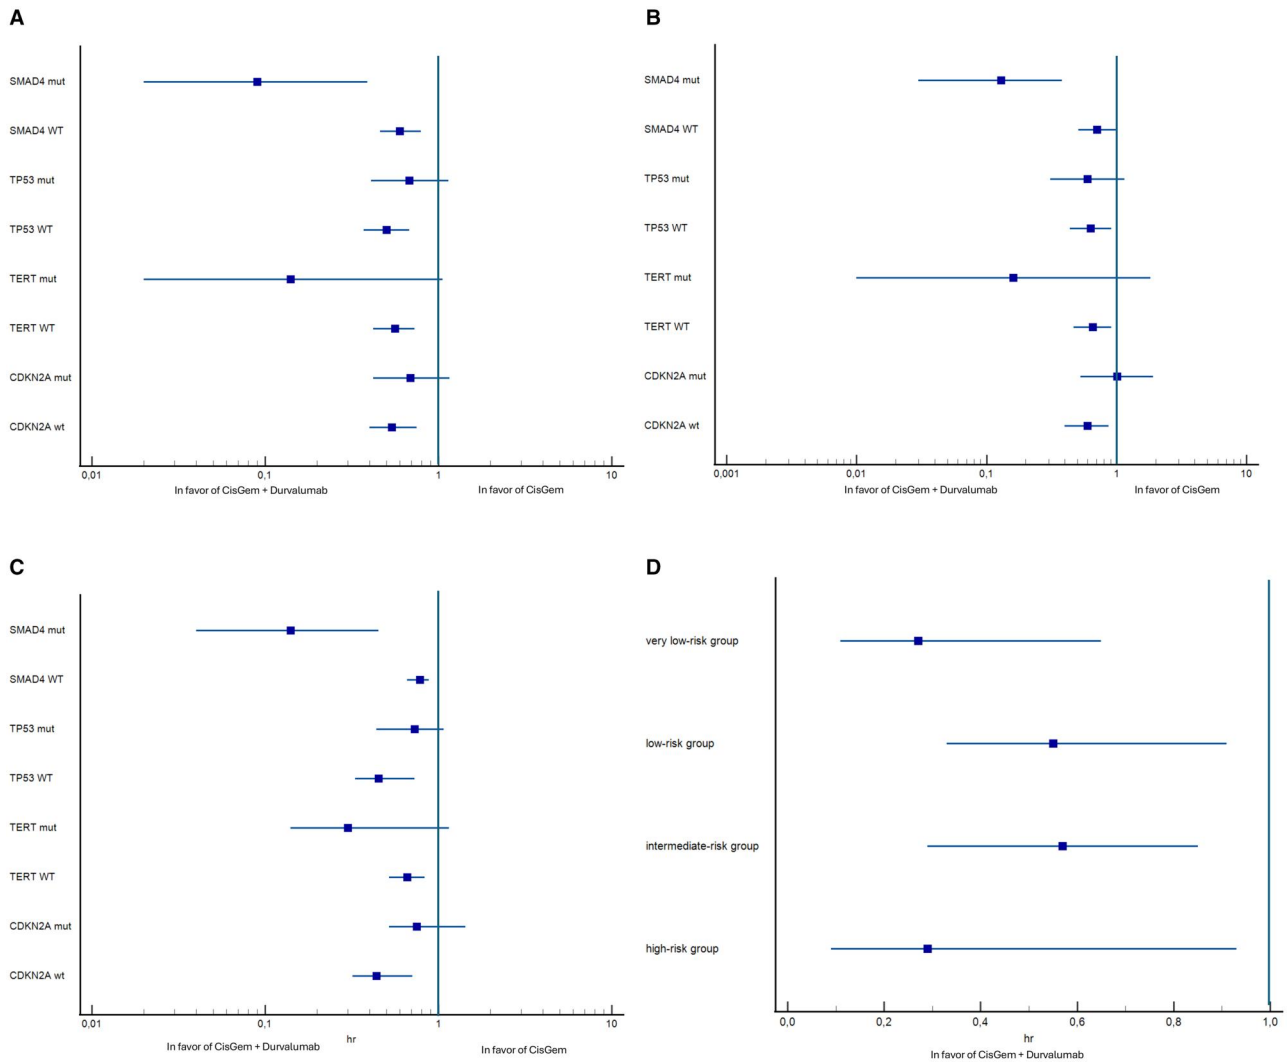 A
SMAD4 mut
SMAD4 WT
TP53 mut
TP53 WT
TERT mut
TERT WT
CDKN2A mut
CDKN2A wt
0,01 0,1 1 10
In favor of CisGem + Durvalumab In favor of CisGem
B
SMAD4 mut
SMAD4 WT
TP53 mut
TP53 WT
TERT mut
TERT WT
CDKN2A mut
CDKN2A wt
0,001 0,01 0,1 1 10
In favor of CisGem + Durvalumab In favor of CisGem
C
SMAD4 mut
SMAD4 WT
TP53 mut
TP53 WT
TERT mut
TERT WT
CDKN2A mut
CDKN2A wt
0,01 0,1 1 10
hr
In favor of CisGem + Durvalumab In favor of CisGem
D
very low-risk group
low-risk group
intermediate-risk group
high-risk group
0,0 0,2 0,4 0,6 0,8 1,0
hr
In favor of CisGem + Durvalumab